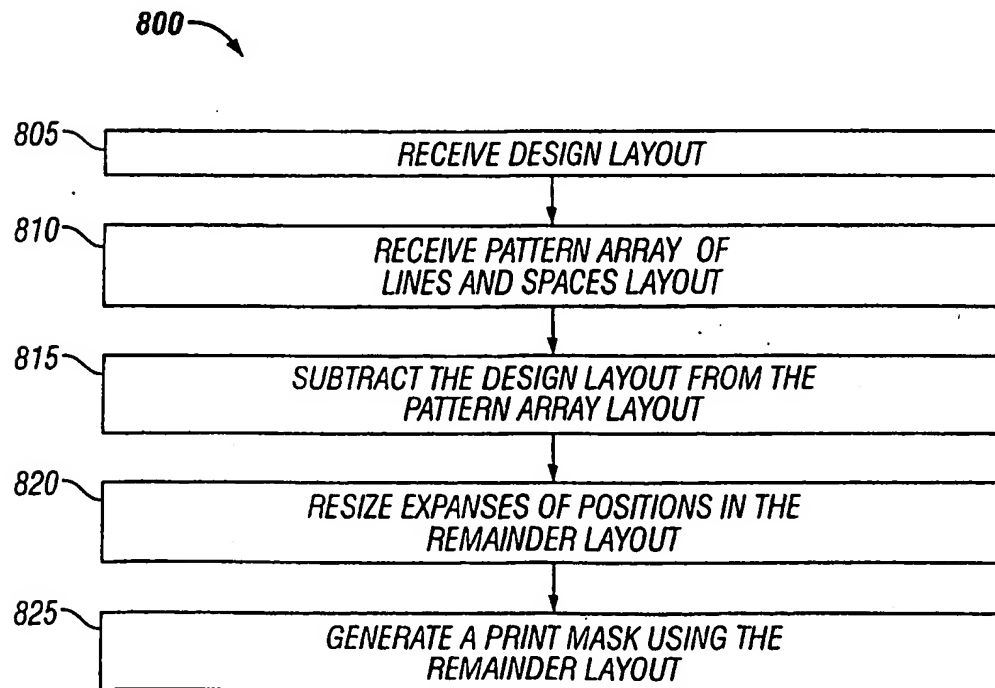 800
805
RECEIVE DESIGN LAYOUT
810
RECEIVE PATTERN ARRAY OF
LINES AND SPACES LAYOUT
815
SUBTRACT THE DESIGN LAYOUT FROM THE
PATTERN ARRAY LAYOUT
820
RESIZE EXPANSES OF POSITIONS IN THE
REMAINDER LAYOUT
825
GENERATE A PRINT MASK USING THE
REMAINDER LAYOUT